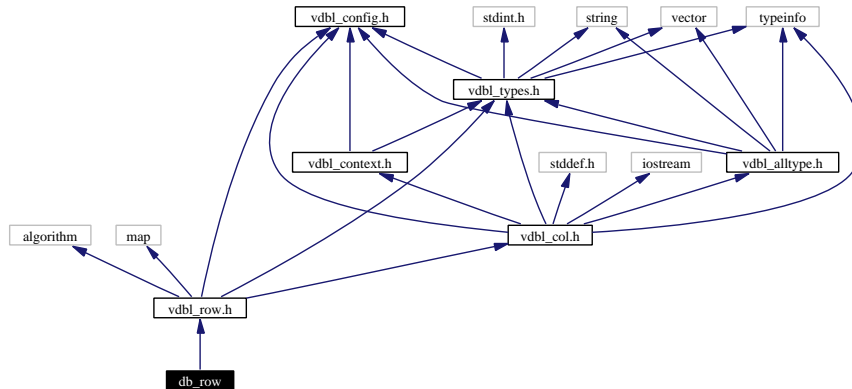 vdbl_config.h
stdint.h
string
vector
typeinfo
vdbl_types.h
vdbl_context.h
stddef.h
iostream
vdbl_alltype.h
algorithm
map
vdbl_col.h
vdbl_row.h
db_row